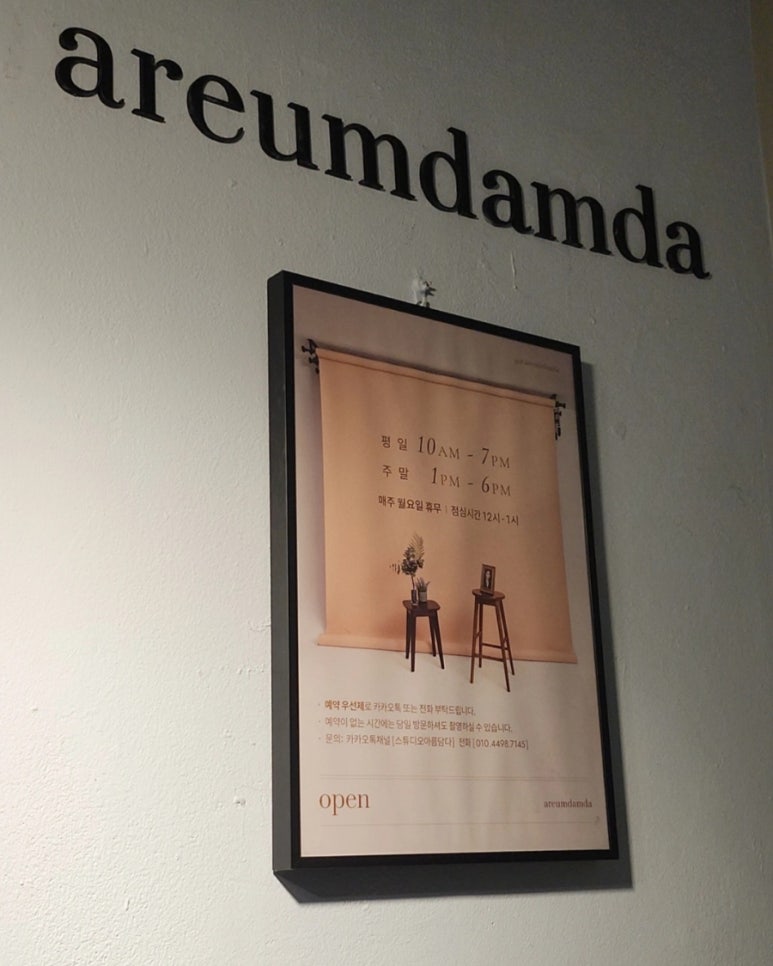 areumdamda
평일 10AM - 7PM
주말 1PM - 6PM
매주 월요일 휴무 | 점심시간 12시 - 1시
· 예약 우선제로 카카오톡 또는 전화 부탁드립니다.
· 예약이 없는 시간에는 당일 방문하셔도 촬영하실 수 있습니다.
· 문의: 카카오톡채널 [스튜디오아름담다] 전화 [010.4498.7145]
open
areumdamda